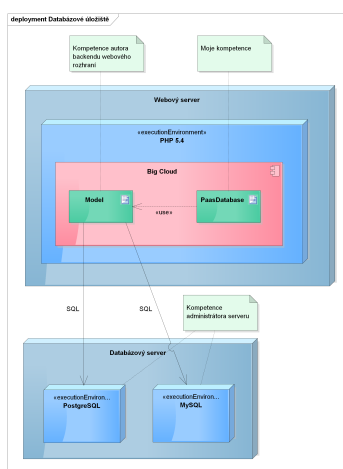 deployment Databázové úložiště
Kompetence autora
backendu webového
rozhraní
Moje kompetence
Webový server
«executionEnvironment»
PHP 5.4
Big Cloud
Model
PaasDatabase
«use»
SQL
SQL
Kompetence
administrátora serveru
Databázový server
«executionEnviron...
PostgreSQL
«executionEnviron...
MySQL